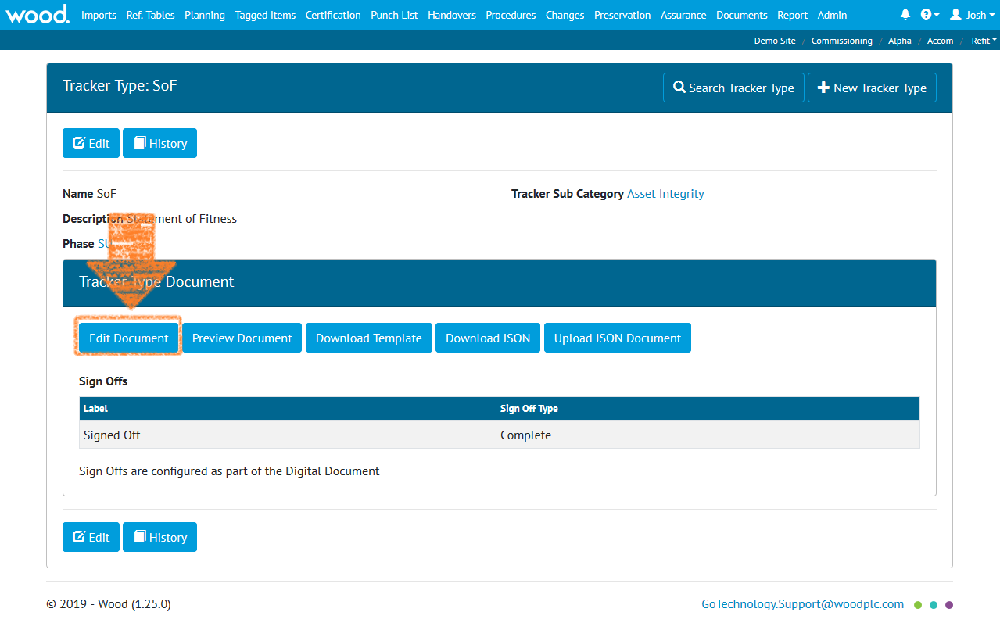 wood. Imports Ref. Tables Planning Tagged Items Certification Punch List Handovers Procedures Changes Preservation Assurance Documents Report Admin Josh
Demo Site / Commissioning / Alpha / Accom / Refit
Tracker Type: SoF Search Tracker Type New Tracker Type
Edit History
Name SoF Tracker Sub Category Asset Integrity
Description Statement of Fitness
Phase SU
Tracker Type Document
Edit Document Preview Document Download Template Download JSON Upload JSON Document
Sign Offs
Label Sign Off Type
Signed Off Complete
Sign Offs are configured as part of the Digital Document
Edit History
© 2019 - Wood (1.25.0) GoTechnology.Support@woodplc.com